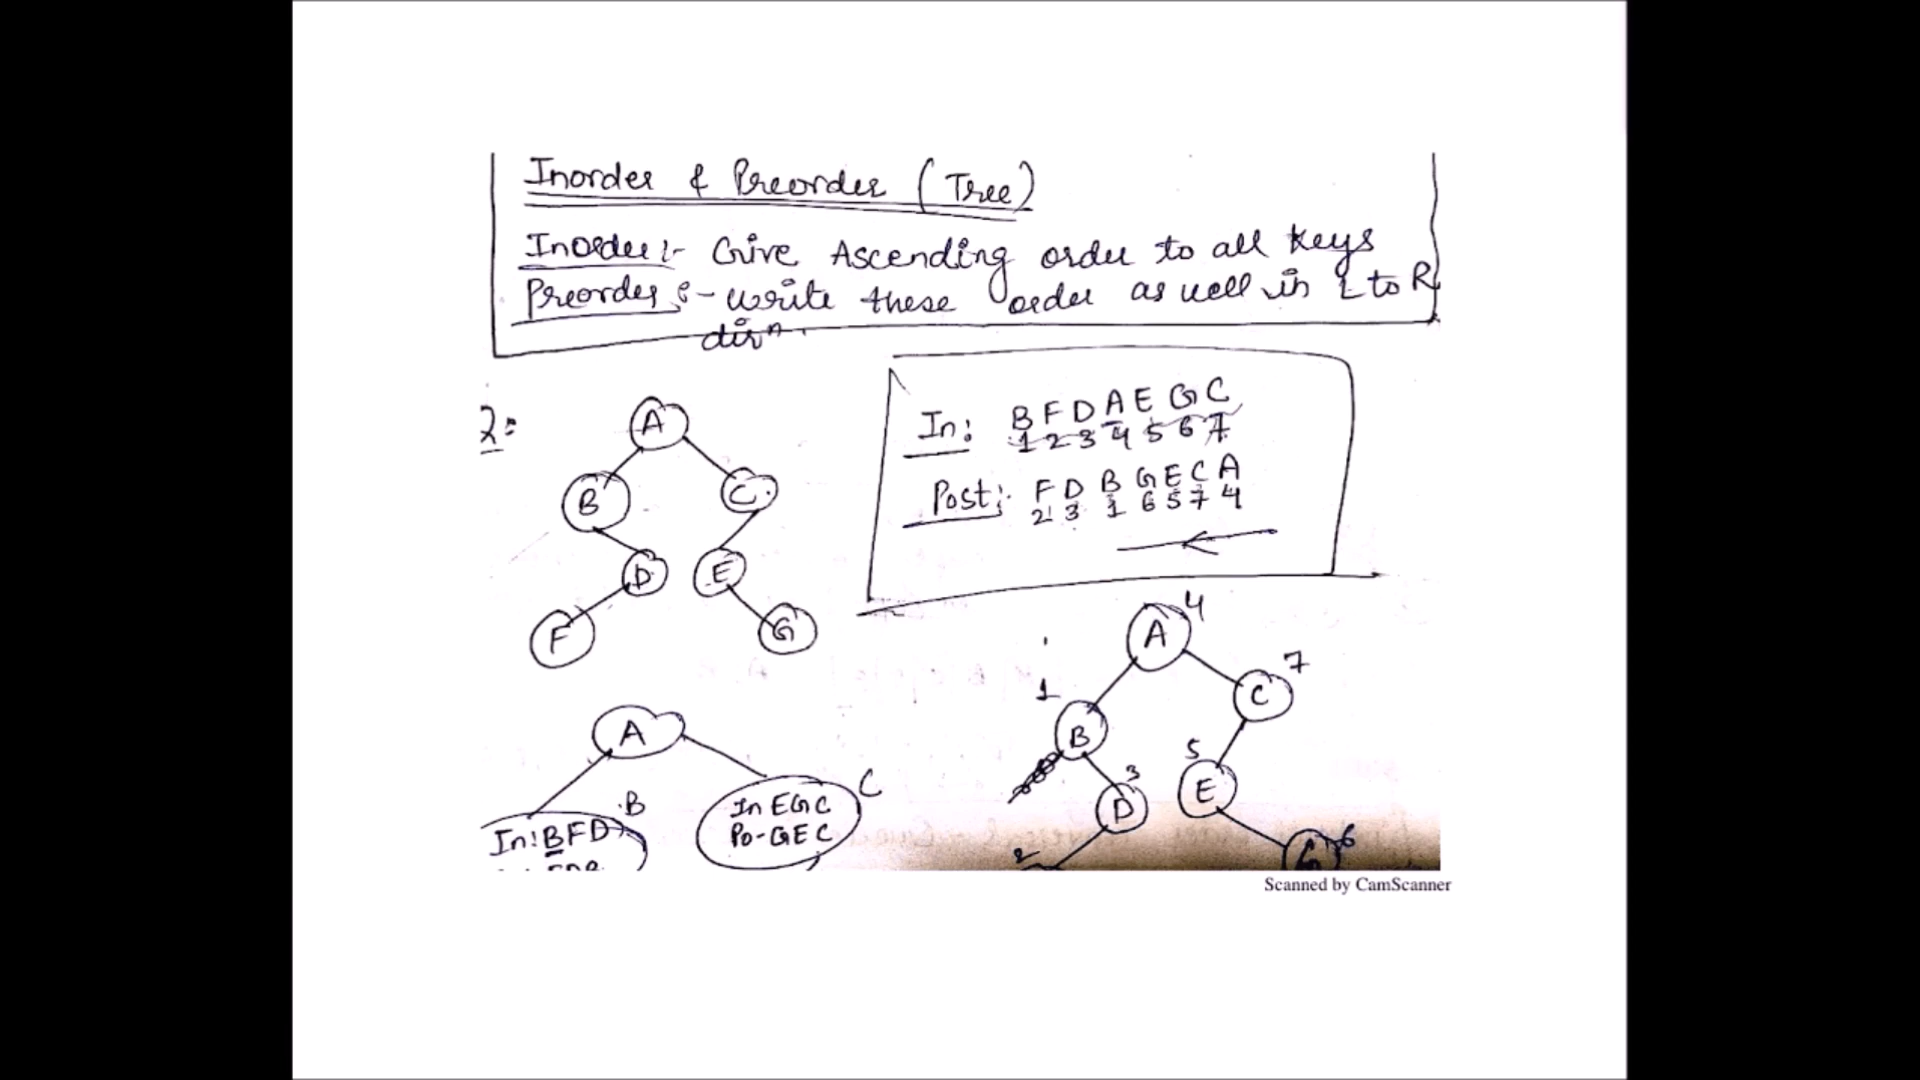 Inorder & Preorder (Tree)
Inorder :- Give Ascending order to all keys
Preorder :- write these order as well in L to R
dirn.
2:
A
B
C
D
E
F
G
In: B F D A E G C
1 2 3 4 5 6 7
Post: F D B G E C A
2 3 1 6 5 7 4
A
B
In: BFD
C
In EGC
Po-GEC
A 4
1
B
7
C
3
D
5
E
2
G 6
Scanned by CamScanner